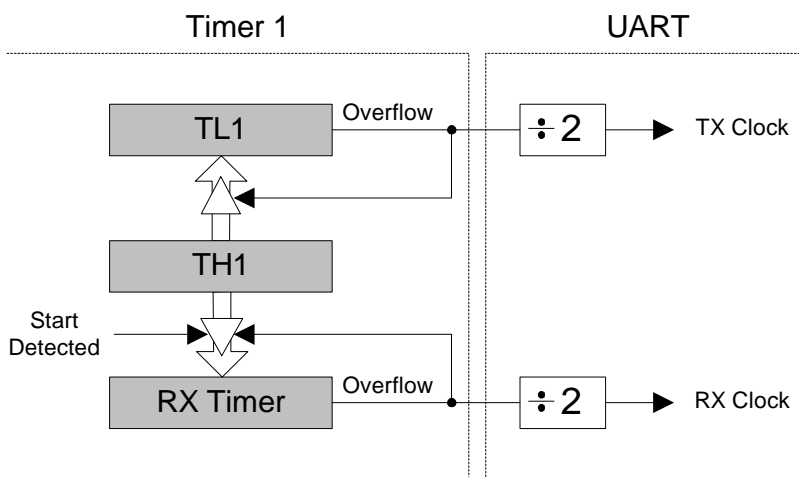 Timer 1
UART
TL1
Overflow
÷ 2
TX Clock
TH1
Start
Detected
RX Timer
Overflow
÷ 2
RX Clock